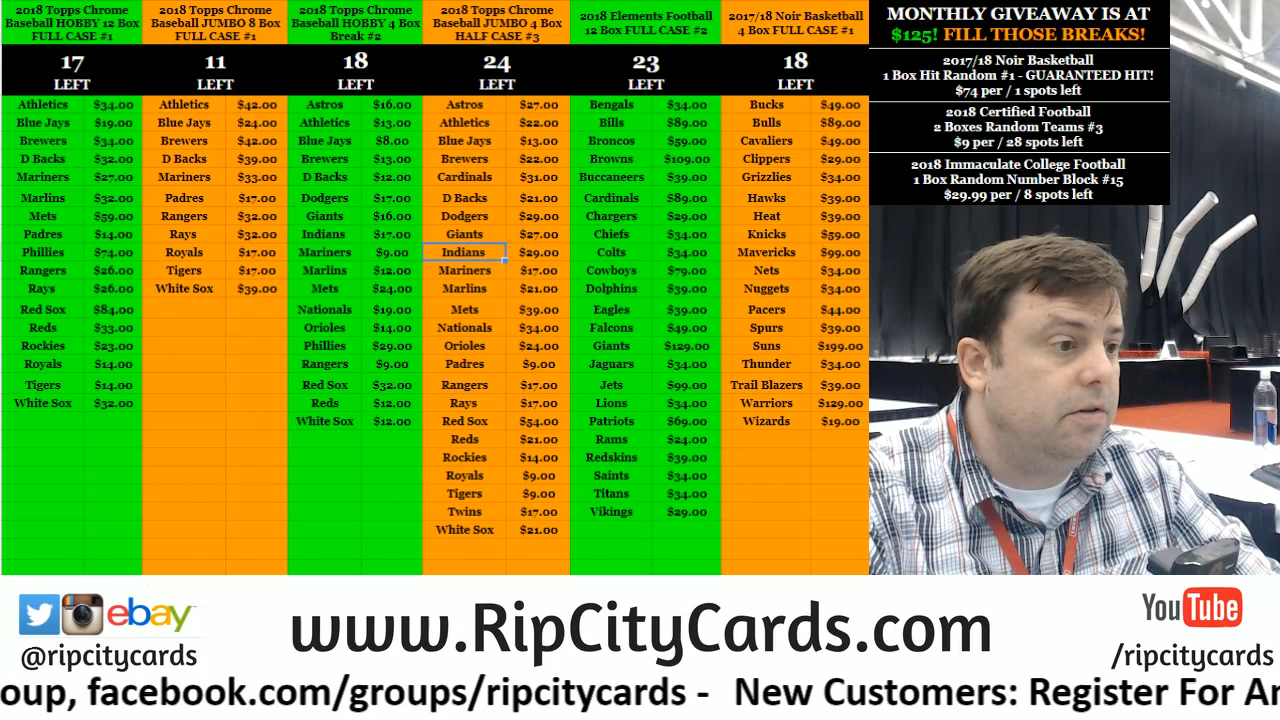 2018 Topps Chrome
Baseball HOBBY 12 Box
FULL CASE #1
17
LEFT
Athletics $34.00
Blue Jays $19.00
Brewers $34.00
D Backs $32.00
Mariners $27.00
Marlins $32.00
Mets $59.00
Padres $14.00
Phillies $74.00
Rangers $26.00
Rays $26.00
Red Sox $84.00
Reds $33.00
Rockies $23.00
Royals $14.00
Tigers $14.00
White Sox $32.00
2018 Topps Chrome
Baseball JUMBO 8 Box
FULL CASE #1
11
LEFT
Athletics $42.00
Blue Jays $24.00
Brewers $42.00
D Backs $39.00
Mariners $33.00
Padres $17.00
Rangers $32.00
Rays $32.00
Royals $17.00
Tigers $17.00
White Sox $39.00
2018 Topps Chrome
Baseball HOBBY 4 Box
Break #2
18
LEFT
Astros $16.00
Athletics $13.00
Blue Jays $8.00
Brewers $13.00
D Backs $12.00
Dodgers $17.00
Giants $16.00
Indians $17.00
Mariners $9.00
Marlins $12.00
Mets $24.00
Nationals $19.00
Orioles $14.00
Phillies $29.00
Rangers $9.00
Red Sox $32.00
Reds $12.00
White Sox $12.00
2018 Topps Chrome
Baseball JUMBO 4 Box
HALF CASE #3
24
LEFT
Astros $27.00
Athletics $22.00
Blue Jays $13.00
Brewers $22.00
Cardinals $31.00
D Backs $21.00
Dodgers $29.00
Giants $27.00
Indians $29.00
Mariners $17.00
Marlins $21.00
Mets $39.00
Nationals $34.00
Orioles $24.00
Padres $9.00
Rangers $17.00
Rays $17.00
Red Sox $54.00
Reds $21.00
Rockies $14.00
Royals $9.00
Tigers $9.00
Twins $17.00
White Sox $21.00
2018 Elements Football
12 Box FULL CASE #2
23
LEFT
Bengals $34.00
Bills $89.00
Broncos $59.00
Browns $109.00
Buccaneers $39.00
Cardinals $89.00
Chargers $29.00
Chiefs $34.00
Colts $34.00
Cowboys $79.00
Dolphins $39.00
Eagles $39.00
Falcons $49.00
Giants $129.00
Jaguars $34.00
Jets $99.00
Lions $34.00
Patriots $69.00
Rams $24.00
Redskins $39.00
Saints $34.00
Titans $34.00
Vikings $29.00
2017/18 Noir Basketball
4 Box FULL CASE #1
18
LEFT
Bucks $49.00
Bulls $89.00
Cavaliers $49.00
Clippers $29.00
Grizzlies $34.00
Hawks $39.00
Heat $39.00
Knicks $59.00
Mavericks $99.00
Nets $34.00
Nuggets $34.00
Pacers $44.00
Spurs $39.00
Suns $199.00
Thunder $34.00
Trail Blazers $39.00
Warriors $129.00
Wizards $19.00
MONTHLY GIVEAWAY IS AT
$125! FILL THOSE BREAKS!
2017/18 Noir Basketball
1 Box Hit Random #1 - GUARANTEED HIT!
$74 per / 1 spots left
2018 Certified Football
2 Boxes Random Teams #3
$9 per / 28 spots left
2018 Immaculate College Football
1 Box Random Number Block #15
$29.99 per / 8 spots left
ebay
@ripcitycards
www.RipCityCards.com
YouTube
/ripcitycards
oup, facebook.com/groups/ripcitycards - New Customers: Register For An